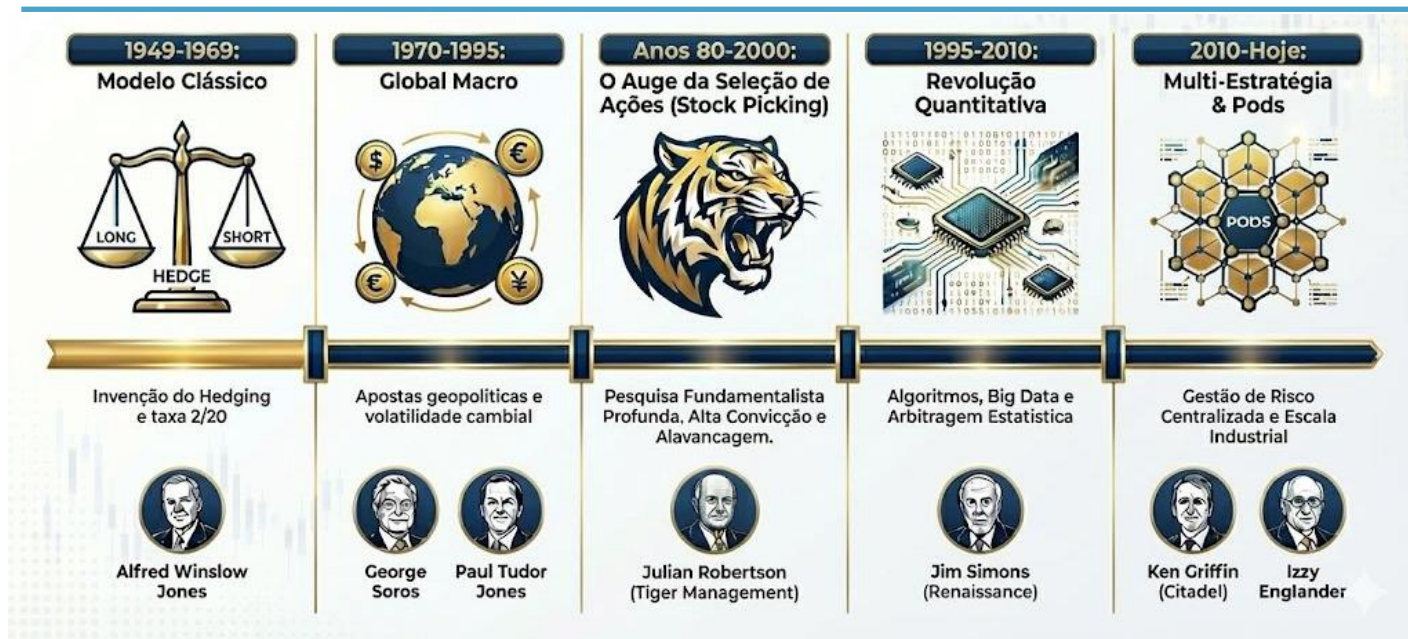 1949-1969:
Modelo Clássico
LONG
SHORT
HEDGE
Invenção do Hedging
e taxa 2/20
Alfred Winslow
Jones
1970-1995:
Global Macro
$
€
€
¥
Apostas geopolíticas e
volatilidade cambial
George
Soros
Paul Tudor
Jones
Anos 80-2000:
O Auge da Seleção de
Ações (Stock Picking)
Pesquisa Fundamentalista
Profunda, Alta Convicção e
Alavancagem.
Julian Robertson
(Tiger Management)
1995-2010:
Revolução
Quantitativa
Algoritmos, Big Data e
Arbitragem Estatistica
Jim Simons
(Renaissance)
2010-Hoje:
Multi-Estratégia
& Pods
PODS
Gestão de Risco
Centralizada e Escala
Industrial
Ken Griffin
(Citadel)
Izzy
Englander